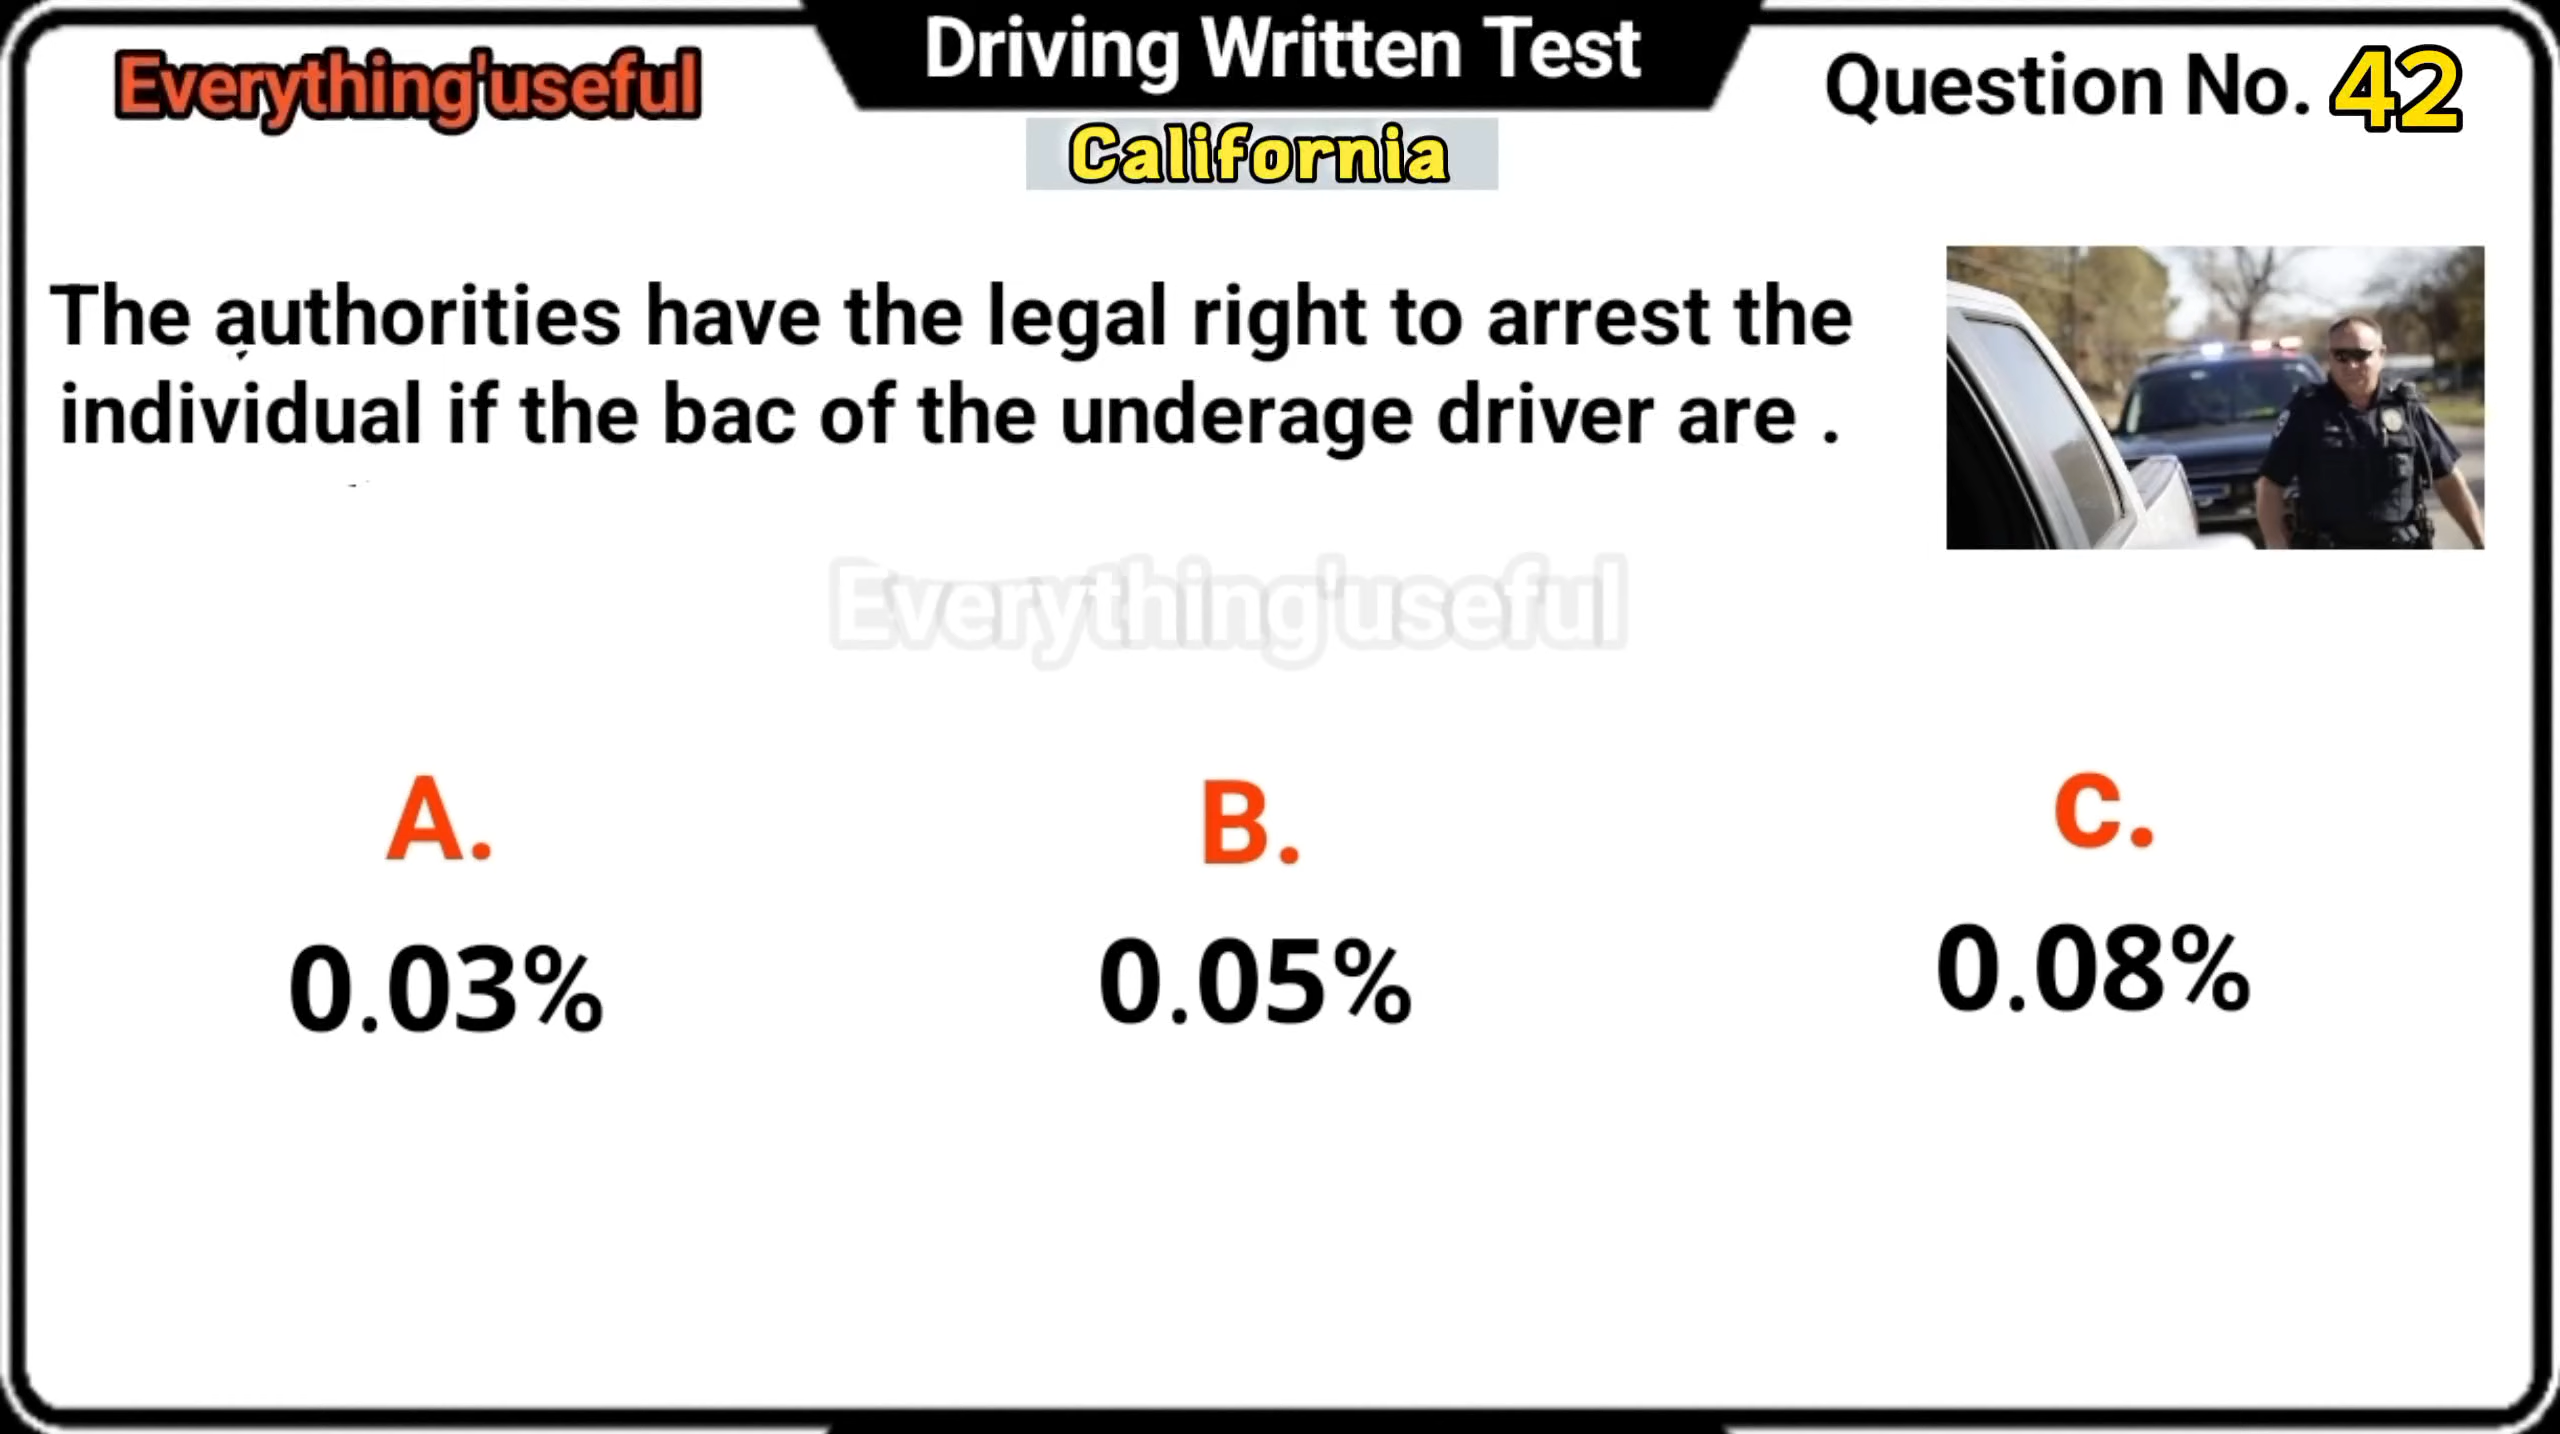 Driving Written Test
Everything'useful
Question No. 42
California
The authorities have the legal right to arrest the
individual if the bac of the underage driver are .
Everything'useful
A.
B.
c.
0.03%
0.05%
0.08%